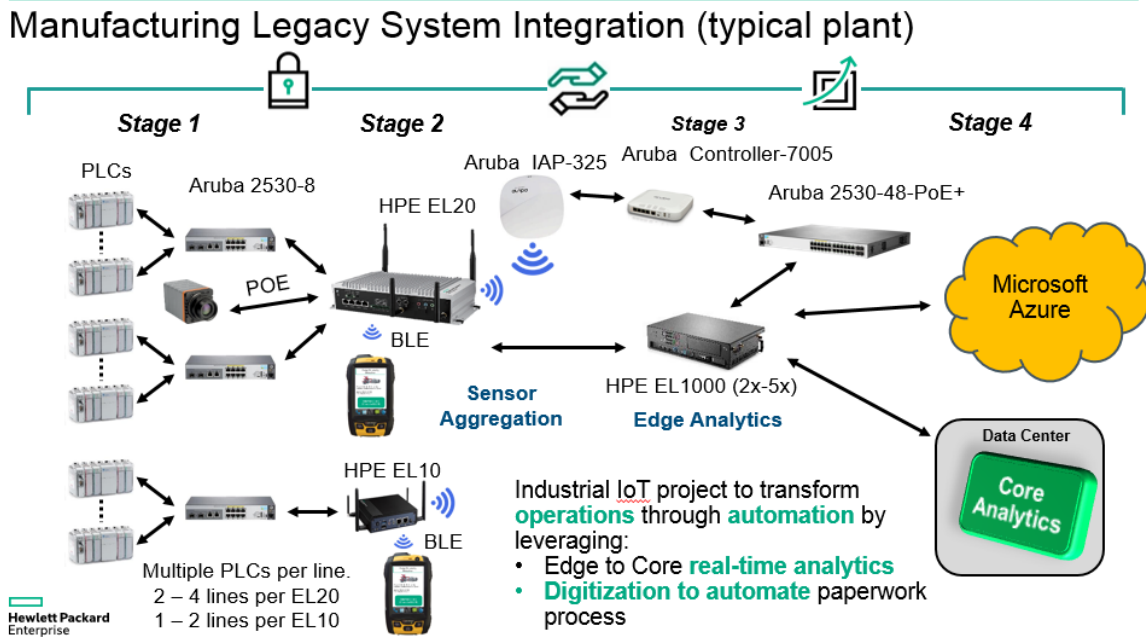 Manufacturing Legacy System Integration (typical plant)
Stage 1
Stage 2
Stage 3
Stage 4
PLCs
Aruba 2530-8
HPE EL20
Aruba IAP-325
Aruba Controller-7005
Aruba 2530-48-PoE+
POE
BLE
Microsoft
Azure
Sensor
Aggregation
HPE EL1000 (2x-5x)
Edge Analytics
Data Center
Core
Analytics
HPE EL10
BLE
Multiple PLCs per line.
2 – 4 lines per EL20
1 – 2 lines per EL10
Industrial IoT project to transform
operations through automation by
leveraging:
• Edge to Core real-time analytics
• Digitization to automate paperwork
process
Hewlett Packard
Enterprise